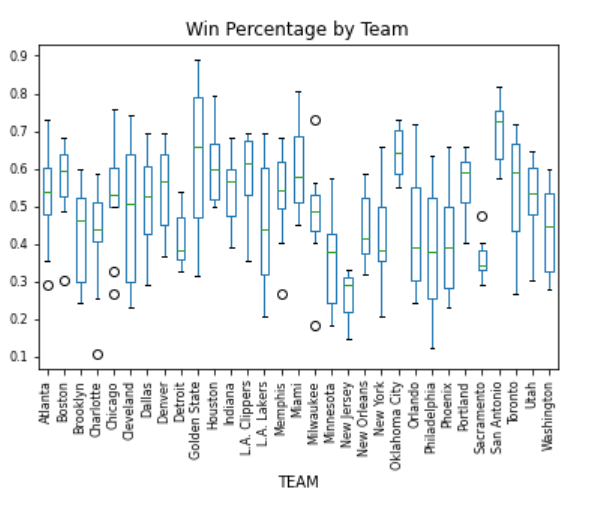 Win Percentage by Team
0.9
0.8
0.7
0.6
0.5
0.4
0.3
0.2
0.1
Atlanta
Boston
Brooklyn
Charlotte
Chicago
Cleveland
Dallas
Denver
Detroit
Golden State
Houston
Indiana
L.A. Clippers
L.A. Lakers
Memphis
Miami
Milwaukee
Minnesota
New Jersey
New Orleans
New York
Oklahoma City
Orlando
Philadelphia
Phoenix
Portland
Sacramento
San Antonio
Toronto
Utah
Washington
TEAM